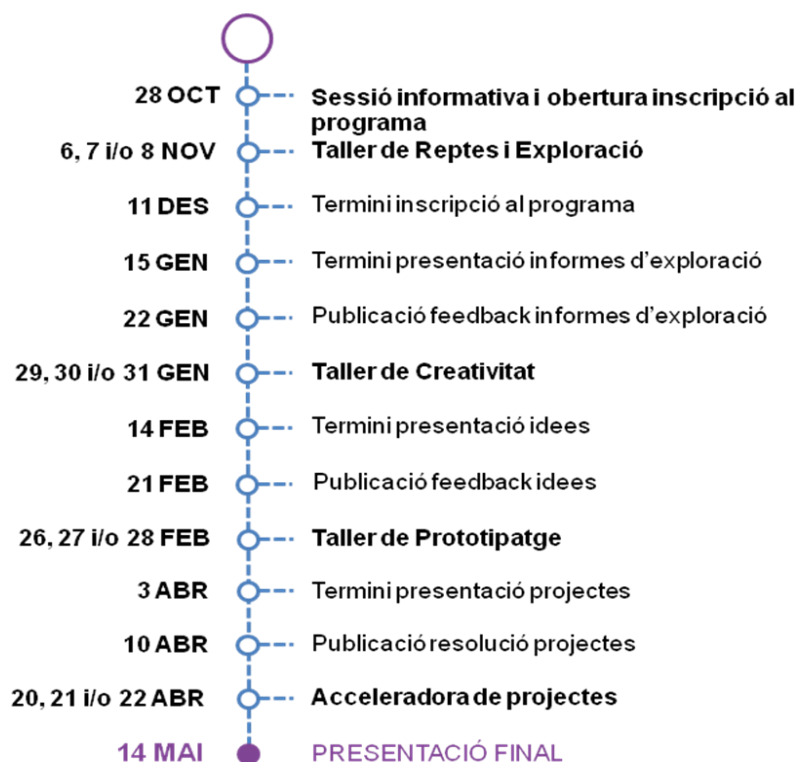 28 OCT Sessió informativa i obertura inscripció al
programa
6, 7 i/o 8 NOV Taller de Reptes i Exploració
11 DES Termini inscripció al programa
15 GEN Termini presentació informes d'exploració
22 GEN Publicació feedback informes d'exploració
29, 30 i/o 31 GEN Taller de Creativitat
14 FEB Termini presentació idees
21 FEB Publicació feedback idees
26, 27 i/o 28 FEB Taller de Prototipatge
3 ABR Termini presentació projectes
10 ABR Publicació resolució projectes
20, 21 i/o 22 ABR Acceleradora de projectes
14 MAI PRESENTACIÓ FINAL